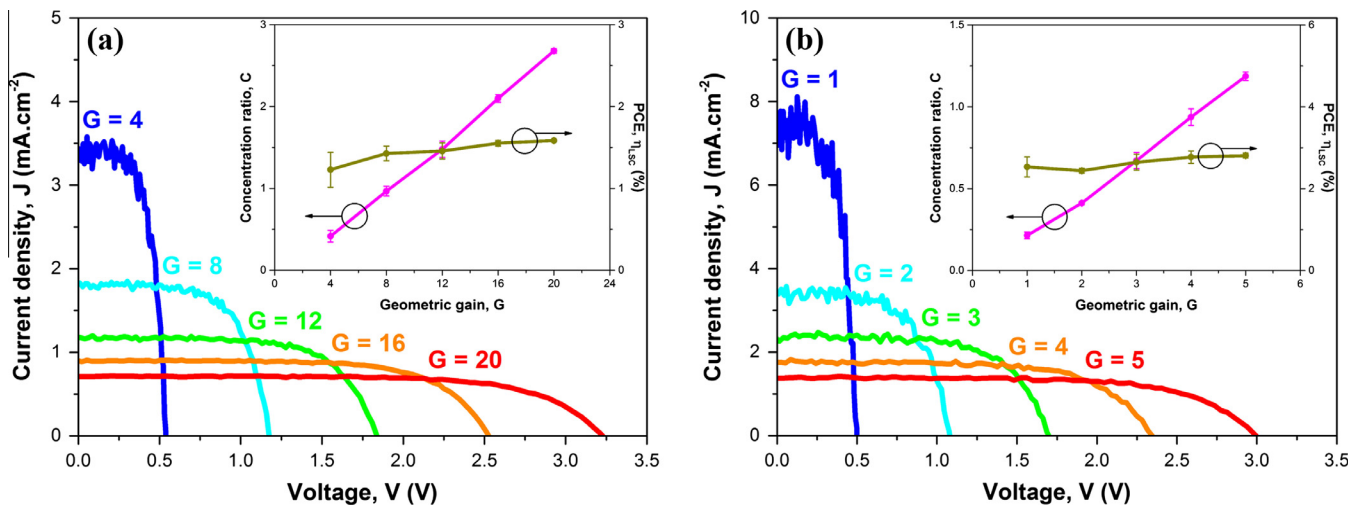 (a)
G = 4
G = 8
G = 12
G = 16
G = 20
5
4
3
2
1
0
Current density, J (mA.cm-2)
0.0 0.5 1.0 1.5 2.0 2.5 3.0 3.5
Voltage, V (V)
3
2
1
0
Concentration ratio, C
3
2
1
0
PCE, ηLSC (%)
0 4 8 12 16 20 24
Geometric gain, G
(b)
G = 1
G = 2
G = 3
G = 4
G = 5
10
8
6
4
2
0
Current density, J (mA.cm-2)
0.0 0.5 1.0 1.5 2.0 2.5 3.0 3.5
Voltage, V (V)
1.5
1.0
0.5
0.0
Concentration ratio, C
6
4
2
0
PCE, ηLSC (%)
0 1 2 3 4 5 6
Geometric gain, G